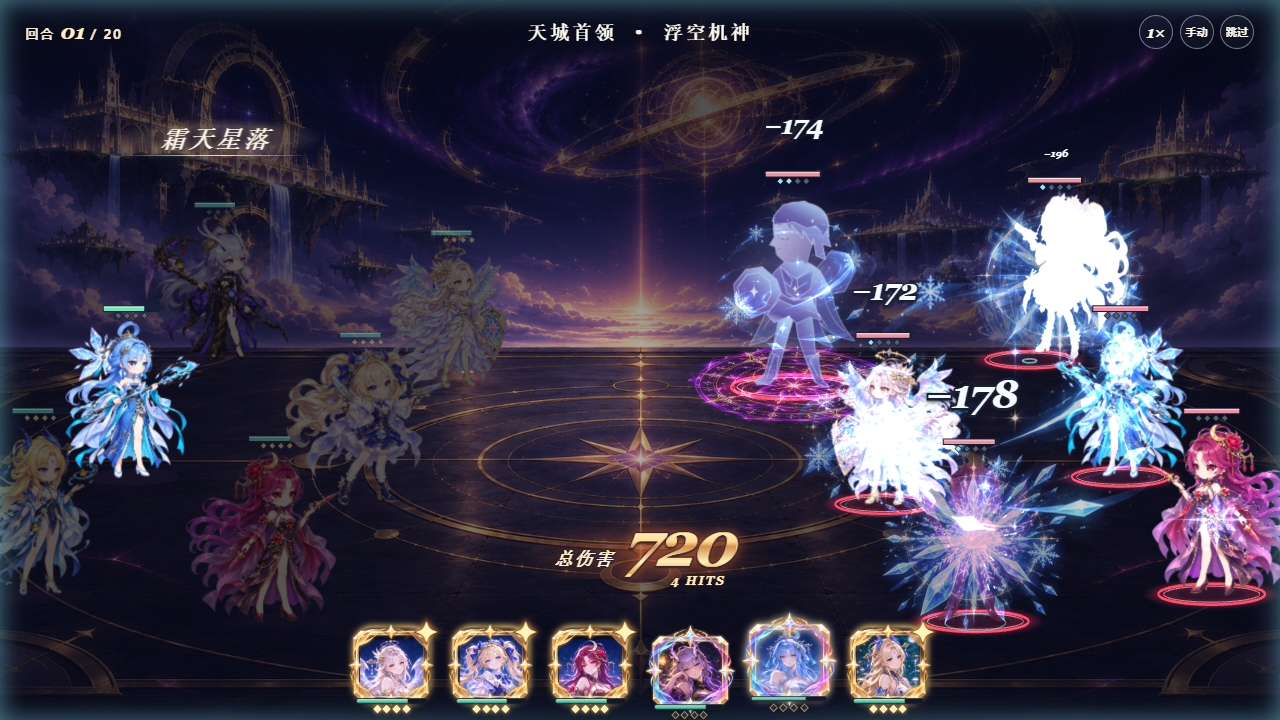 回合 01 / 20
天城首领 • 浮空机神
1×
手动
跳过
霜天星落
−174
−196
−172
−178
总伤害 720
4 HITS